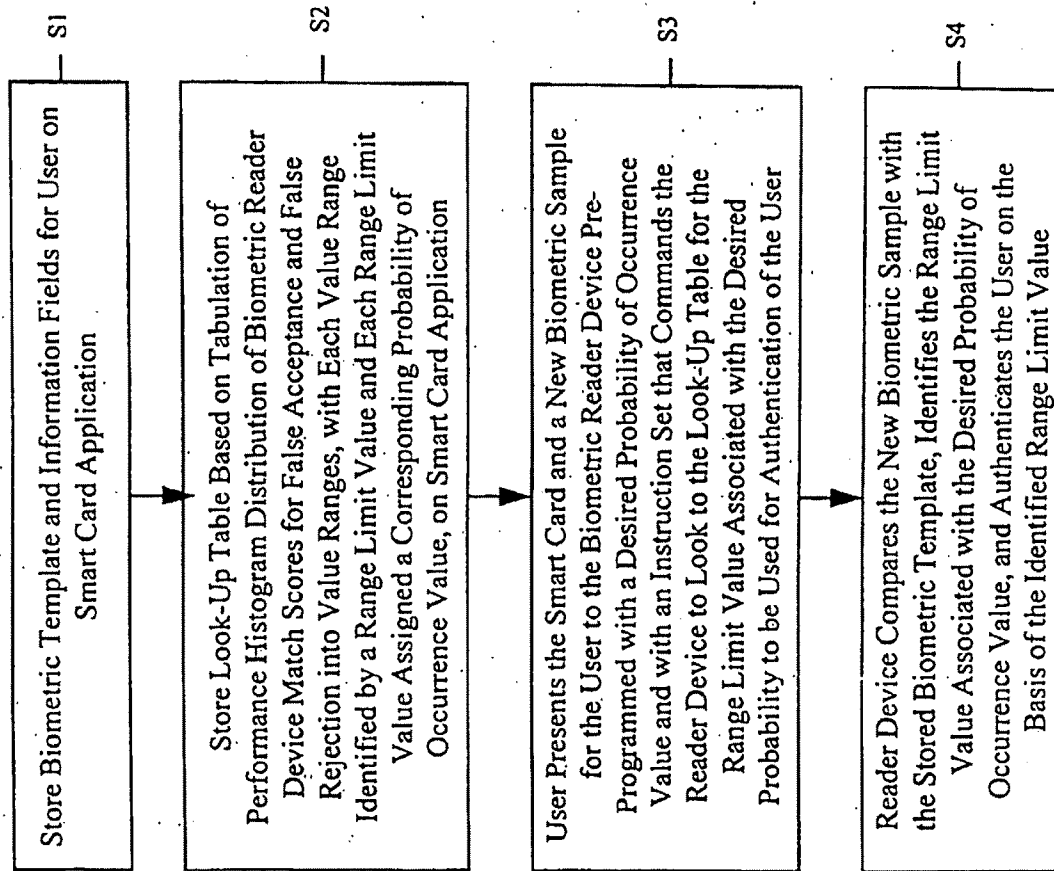 Store Biometric Template and Information Fields for User on
Smart Card Application
S1
Store Look-Up Table Based on Tabulation of
Performance Histogram Distribution of Biometric Reader
Device Match Scores for False Acceptance and False
Rejection into Value Ranges, with Each Value Range
Identified by a Range Limit Value and Each Range Limit
Value Assigned a Corresponding Probability of
Occurrence Value, on Smart Card Application
S2
User Presents the Smart Card and a New Biometric Sample
for the User to the Biometric Reader Device Pre-
Programmed with a Desired Probability of Occurrence
Value and with an Instruction Set that Commands the
Reader Device to Look to the Look-Up Table for the
Range Limit Value Associated with the Desired
Probability to be Used for Authentication of the User
S3
Reader Device Compares the New Biometric Sample with
the Stored Biometric Template, Identifies the Range Limit
Value Associated with the Desired Probability of
Occurrence Value, and Authenticates the User on the
Basis of the Identified Range Limit Value
S4